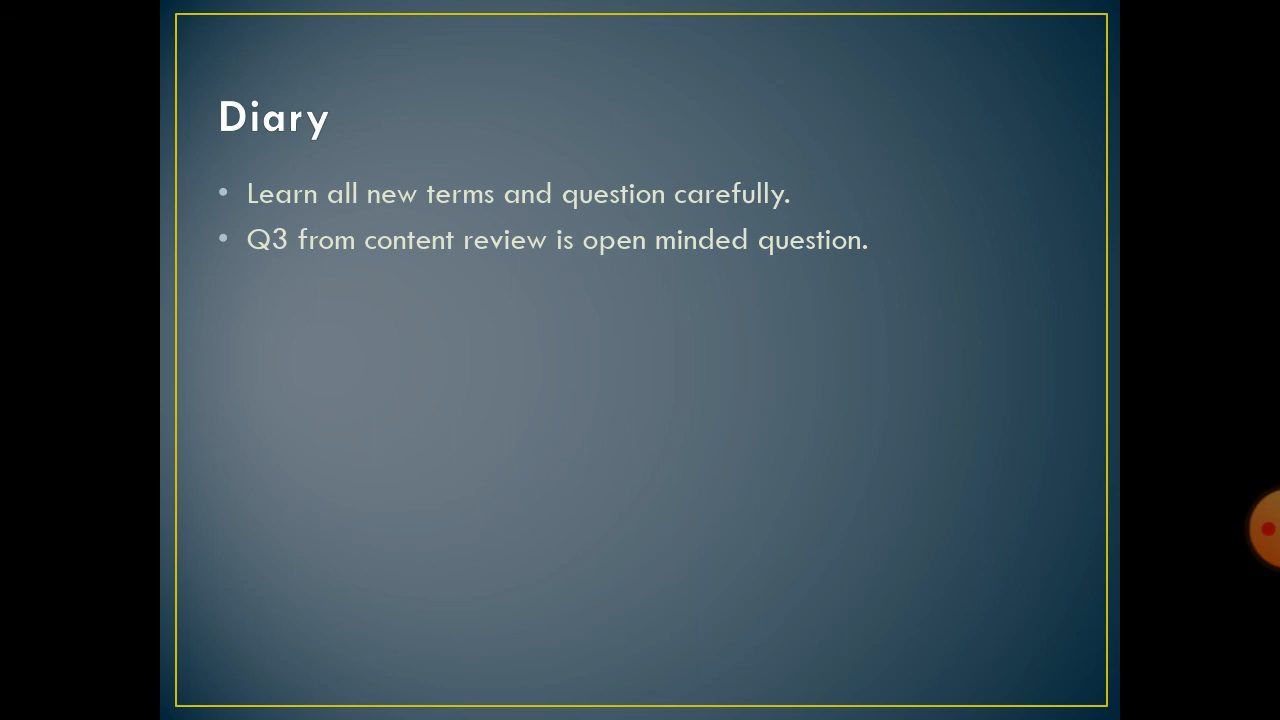 Diary
• Learn all new terms and question carefully.
• Q3 from content review is open minded question.